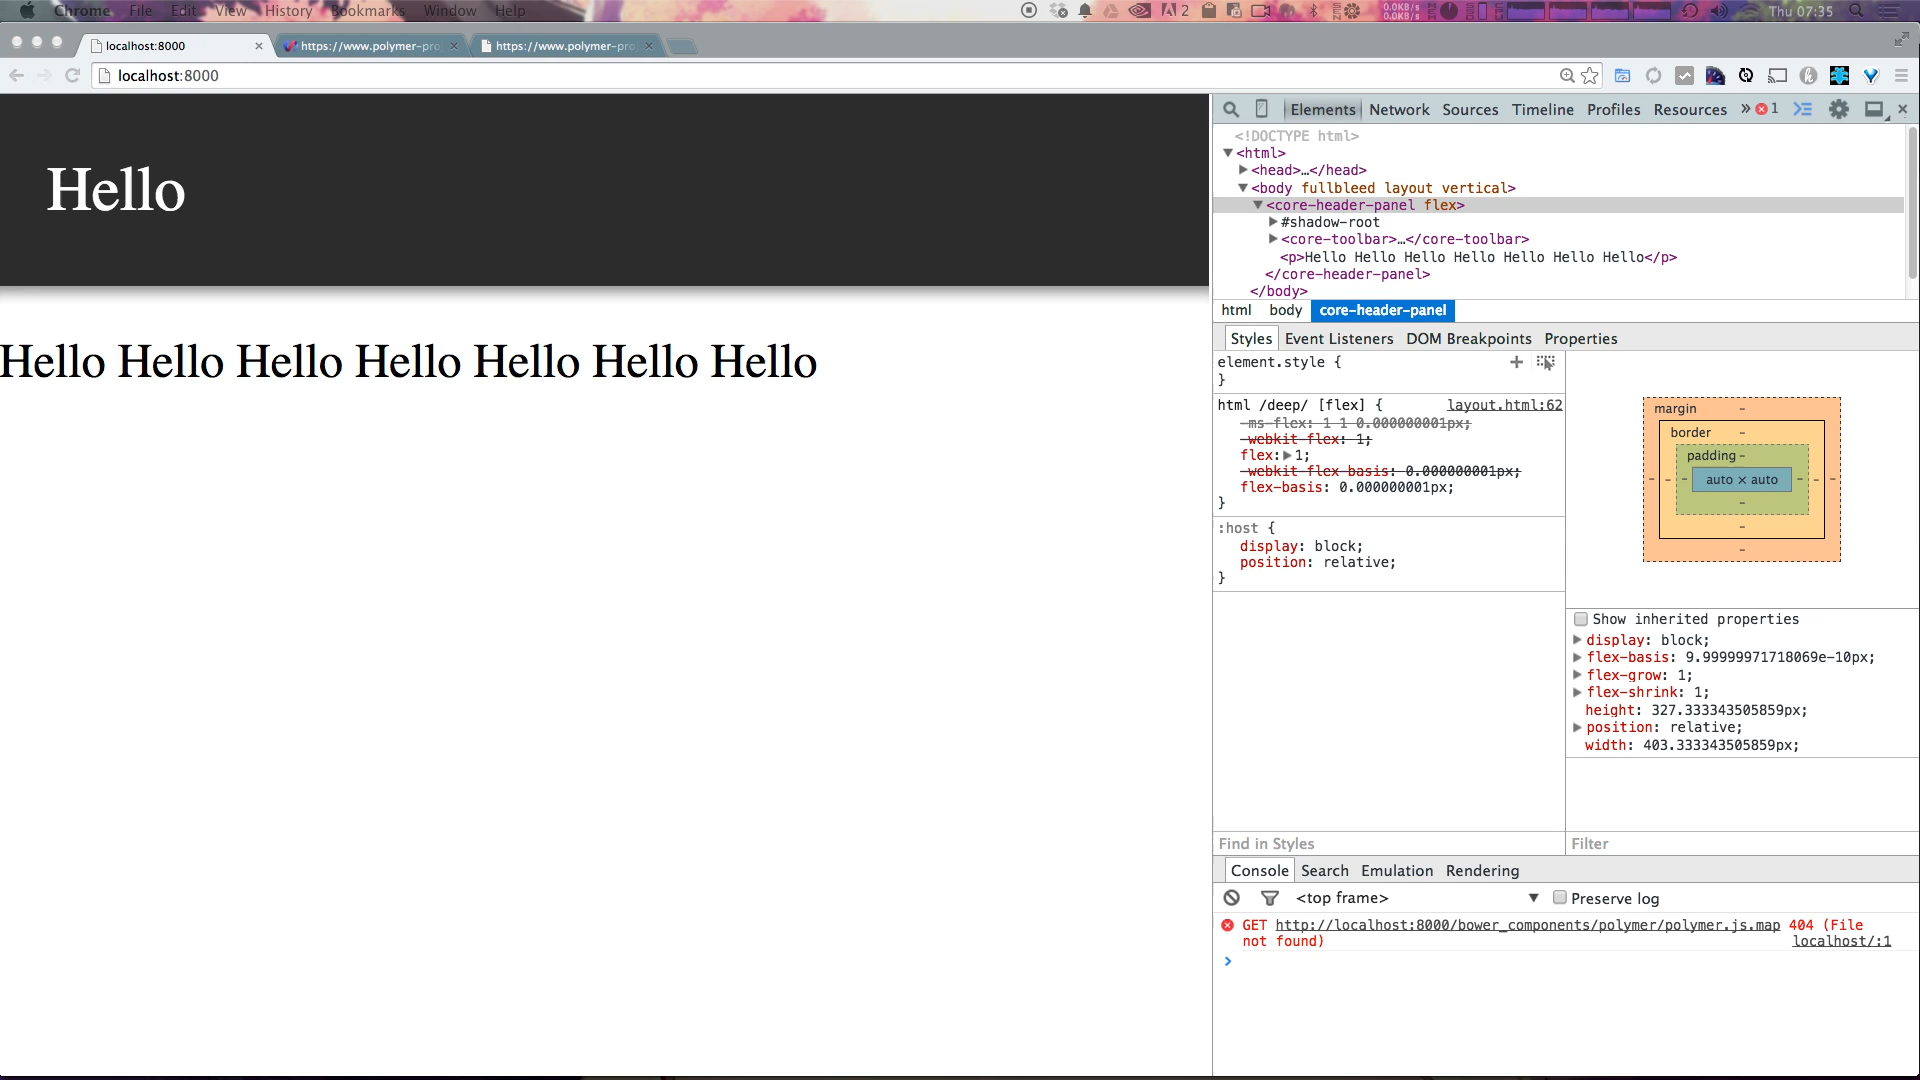 Chrome File Edit View History Bookmarks Window Help 2 0.0KB/s 0.0KB/s Thu 07:35
localhost:8000 https://www.polymer-pro https://www.polymer-pro
localhost:8000
Hello
Hello Hello Hello Hello Hello Hello Hello
Elements Network Sources Timeline Profiles Resources » 1
<!DOCTYPE html>
▼<html>
▶<head>…</head>
▼<body fullbleed layout vertical>
▼<core-header-panel flex>
▶#shadow-root
▶<core-toolbar>…</core-toolbar>
<p>Hello Hello Hello Hello Hello Hello Hello</p>
</core-header-panel>
</body>
html body core-header-panel
Styles Event Listeners DOM Breakpoints Properties
element.style {
}
html /deep/ [flex] { layout.html:62
-ms-flex: 1 1 0.000000001px;
-webkit-flex: 1;
flex:▶1;
-webkit-flex-basis: 0.000000001px;
flex-basis: 0.000000001px;
}
:host {
display: block;
position: relative;
}
Find in Styles
margin -
border -
padding -
- - - auto × auto - - -
-
-
-
Show inherited properties
▶display: block;
▶flex-basis: 9.99999971718069e-10px;
▶flex-grow: 1;
▶flex-shrink: 1;
height: 327.333343505859px;
▶position: relative;
width: 403.333343505859px;
Filter
Console Search Emulation Rendering
<top frame> ▼ Preserve log
GET http://localhost:8000/bower_components/polymer/polymer.js.map 404 (File
not found) localhost/:1
>